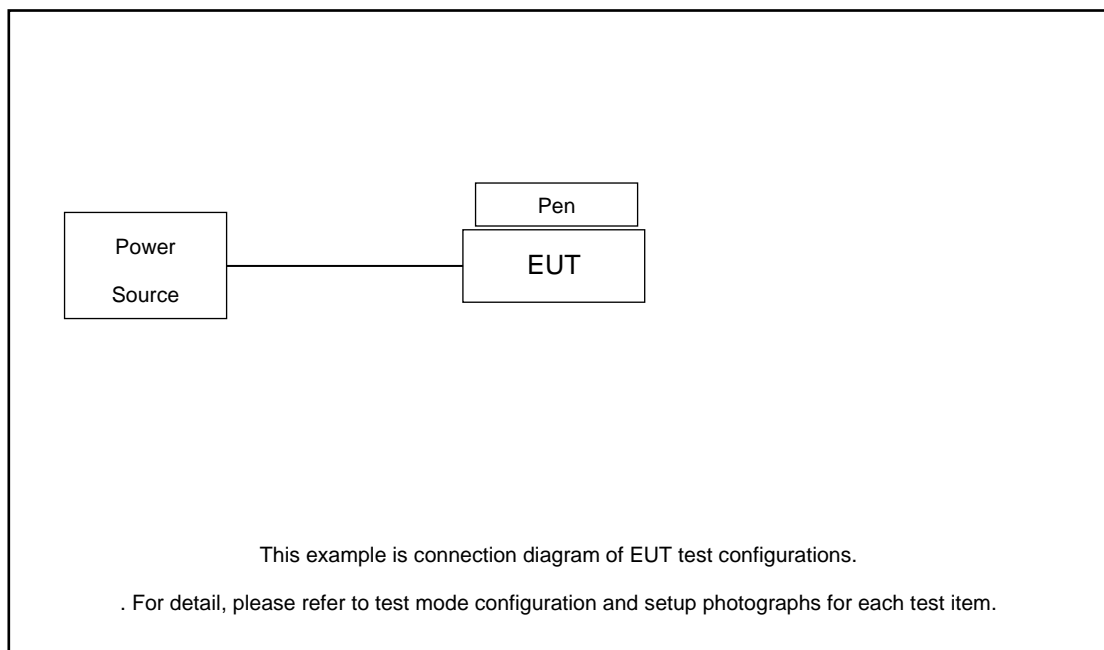 Pen
Power
Source
EUT
This example is connection diagram of EUT test configurations.
. For detail, please refer to test mode configuration and setup photographs for each test item.